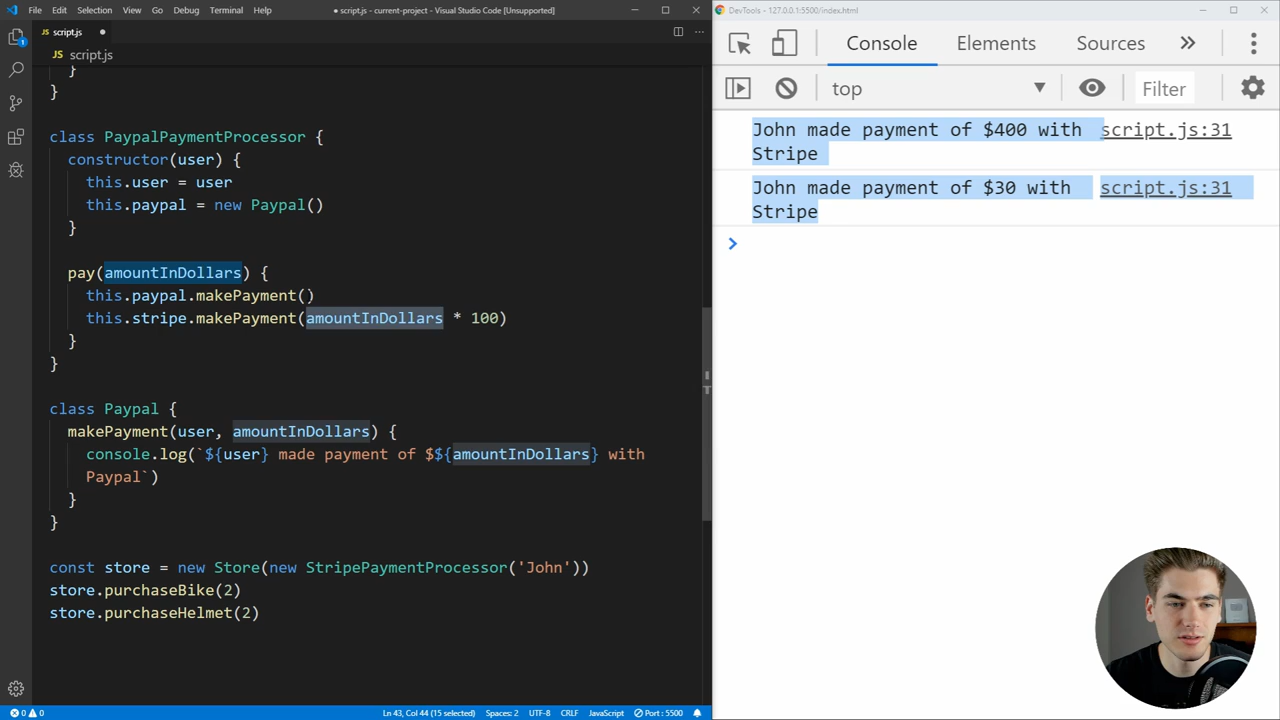 File Edit Selection View Go Debug Terminal Help ● script.js - current-project - Visual Studio Code [Unsupported]
DevTools - 127.0.0.1:5500/index.html
JS script.js ●
JS script.js
1
}
}
class PaypalPaymentProcessor {
constructor(user) {
this.user = user
this.paypal = new Paypal()
}
pay(amountInDollars) {
this.paypal.makePayment()
this.stripe.makePayment(amountInDollars * 100)
}
}
class Paypal {
makePayment(user, amountInDollars) {
console.log(`${user} made payment of $${amountInDollars} with
Paypal`)
}
}
const store = new Store(new StripePaymentProcessor('John'))
store.purchaseBike(2)
store.purchaseHelmet(2)
0 0 Ln 43, Col 44 (15 selected) Spaces: 2 UTF-8 CRLF JavaScript Port : 5500
Console Elements Sources »
top ▼ Filter
John made payment of $400 with script.js:31
Stripe
John made payment of $30 with script.js:31
Stripe